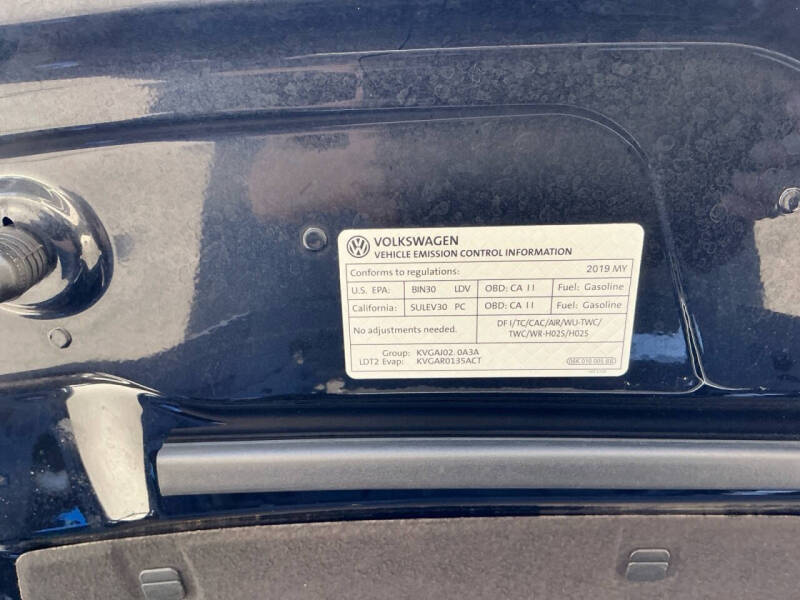 VOLKSWAGEN
VEHICLE EMISSION CONTROL INFORMATION
Conforms to regulations: 2019 MY
U.S. EPA: BIN30 LDV OBD: CA II Fuel: Gasoline
California: SULEV30 PC OBD: CA II Fuel: Gasoline
No adjustments needed. DFI/TC/CAC/AIR/WU-TWC/
TWC/WR-HO2S/HO2S
Group: KVGAJ02.0A3A
LDT2 Evap: KVGAR0135ACT